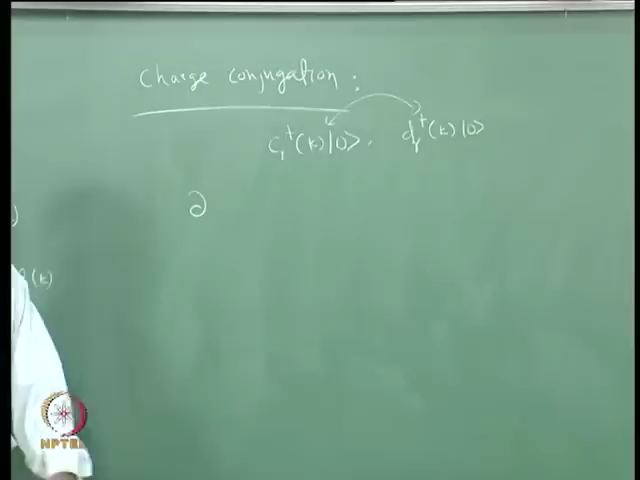 Charge conjugation :
c_r^†(k)|0>, d_r^†(k)|0>
∂
(k)
NPTEL